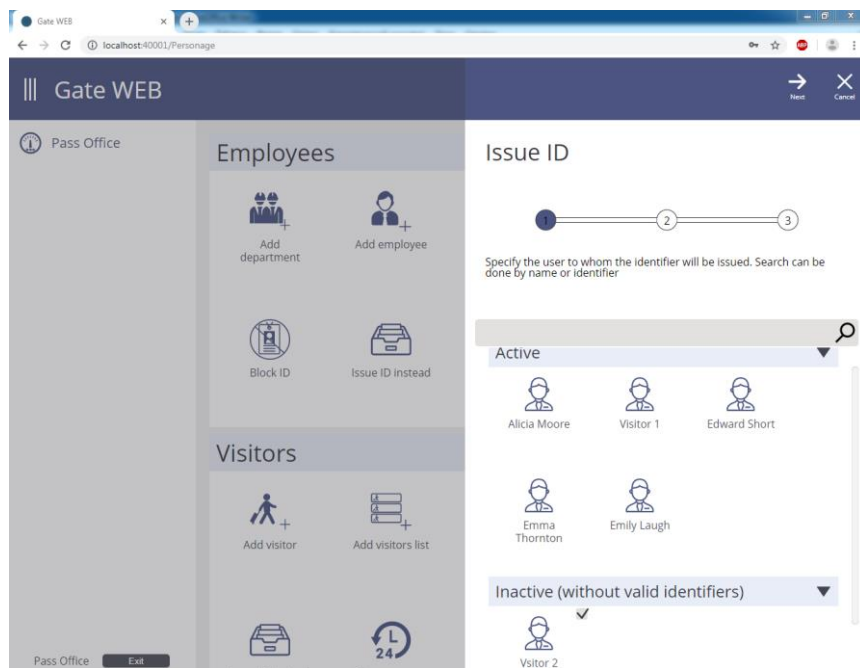 Gate WEB
localhost:40001/Personage
ABP
Gate WEB
Next
Cancel
Pass Office
Employees
Add
department
Add employee
Block ID
Issue ID instead
Visitors
Add visitor
Add visitors list
L
24
Pass Office
Exit
Issue ID
1
2
3
Specify the user to whom the identifier will be issued. Search can be
done by name or identifier
Active
Alicia Moore
Visitor 1
Edward Short
Emma
Thornton
Emily Laugh
Inactive (without valid identifiers)
Vsitor 2